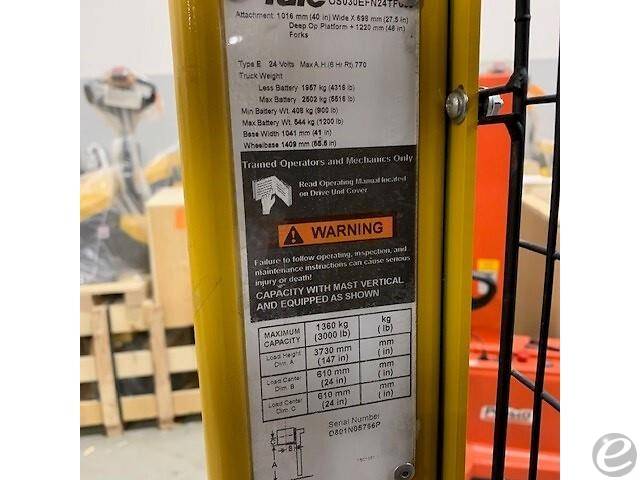 Yale OS030EFN24TF
Attachment 1016 mm (40 in) Wide X 698 mm (27.5 in)
Deep Op Platform + 1220 mm (48 in)
Forks
Type E 24 Volts Max A.H.(6 Hr Rt) 770
Truck Weight
Less Battery 1957 kg (4316 lb)
Max Battery 2502 kg (5516 lb)
Min Battery Wt. 408 kg (900 lb)
Max Battery Wt. 544 kg (1200 lb)
Base Width 1041 mm (41 in)
Wheelbase 1409 mm (55.5 in)
Trained Operators and Mechanics Only
Read Operating Manual located
on Drive Unit Cover
WARNING
Failure to follow operating, inspection, and
maintenance instructions can cause serious
injury or death!
CAPACITY WITH MAST VERTICAL
AND EQUIPPED AS SHOWN
MAXIMUM CAPACITY 1360 kg (3000 lb) kg ( lb)
Load Height Dim. A 3730 mm (147 in) mm ( in)
Load Center Dim. B 610 mm (24 in) mm ( in)
Load Center Dim. C 610 mm (24 in) mm ( in)
Serial Number
D801N05756P
C
B
A
e